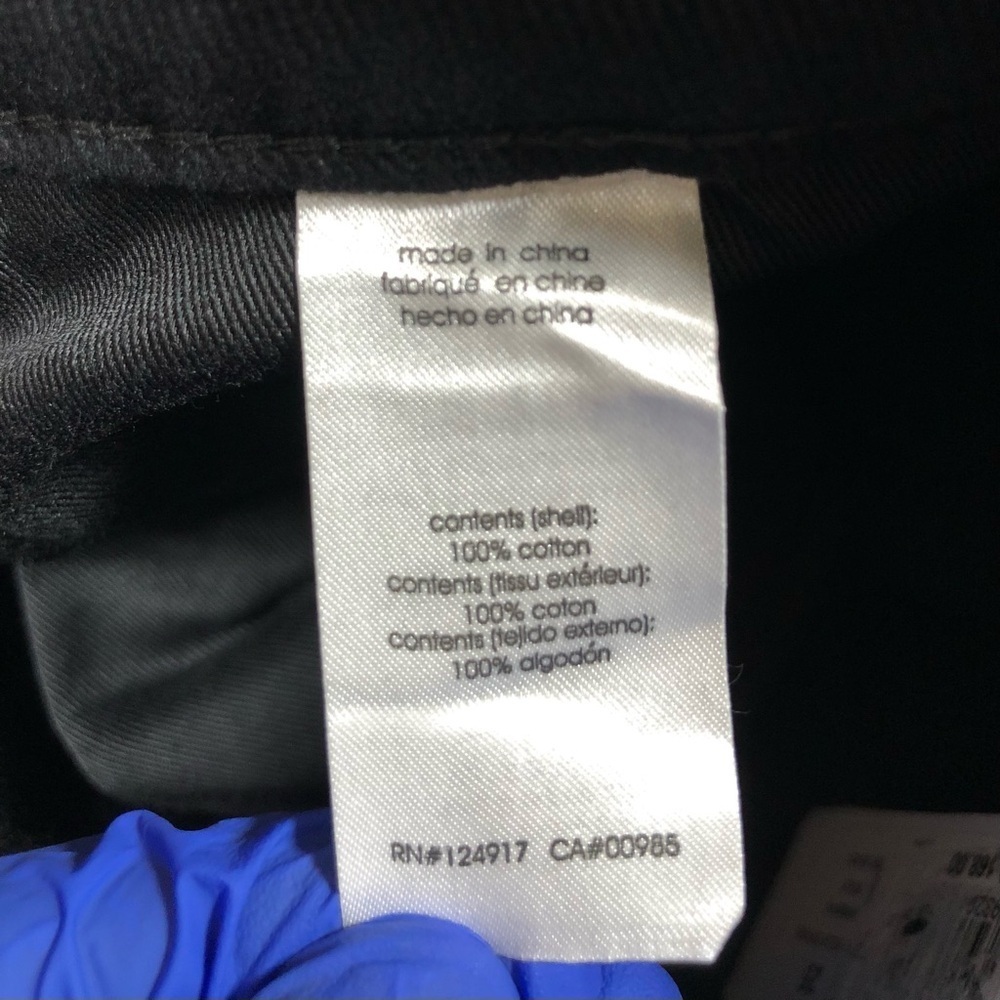 made in china
fabriqué en chine
hecho en china
contents (shell):
100% cotton
contents (tissu extérieur):
100% coton
contents (tejido externo):
100% algodón
RN#124917 CA#00985